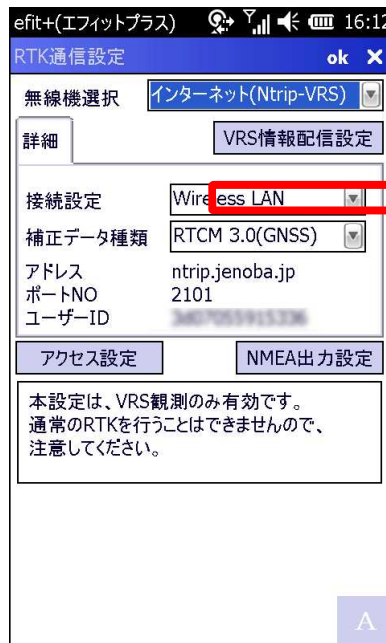 efit+(エフィットプラス) 16:12
RTK通信設定 ok ×
無線機選択 インターネット(Ntrip-VRS)
詳細 VRS情報配信設定
接続設定 Wireless LAN
補正データ種類 RTCM 3.0(GNSS)
アドレス ntrip.jenoba.jp
ポートNO 2101
ユーザーID
アクセス設定 NMEA出力設定
本設定は、VRS観測のみ有効です。
通常のRTKを行うことはできませんので、
注意してください。
A